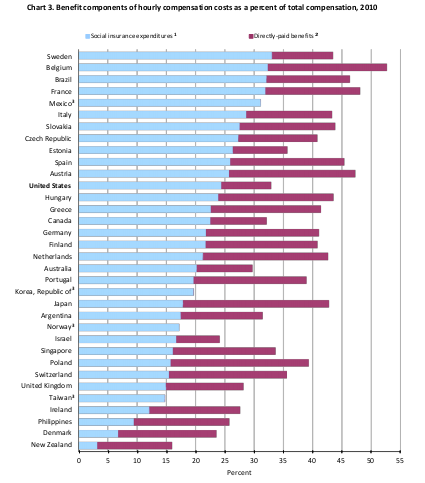 Chart 3. Benefit components of hourly compensation costs as a percent of total compensation, 2010
Social insurance expenditures ¹ Directly-paid benefits ²
Sweden
Belgium
Brazil
France
Mexico³
Italy
Slovakia
Czech Republic
Estonia
Spain
Austria
United States
Hungary
Greece
Canada
Germany
Finland
Netherlands
Australia
Portugal
Korea, Republic of³
Japan
Argentina
Norway³
Israel
Singapore
Poland
Switzerland
United Kingdom
Taiwan³
Ireland
Philippines
Denmark
New Zealand
0 5 10 15 20 25 30 35 40 45 50 55
Percent